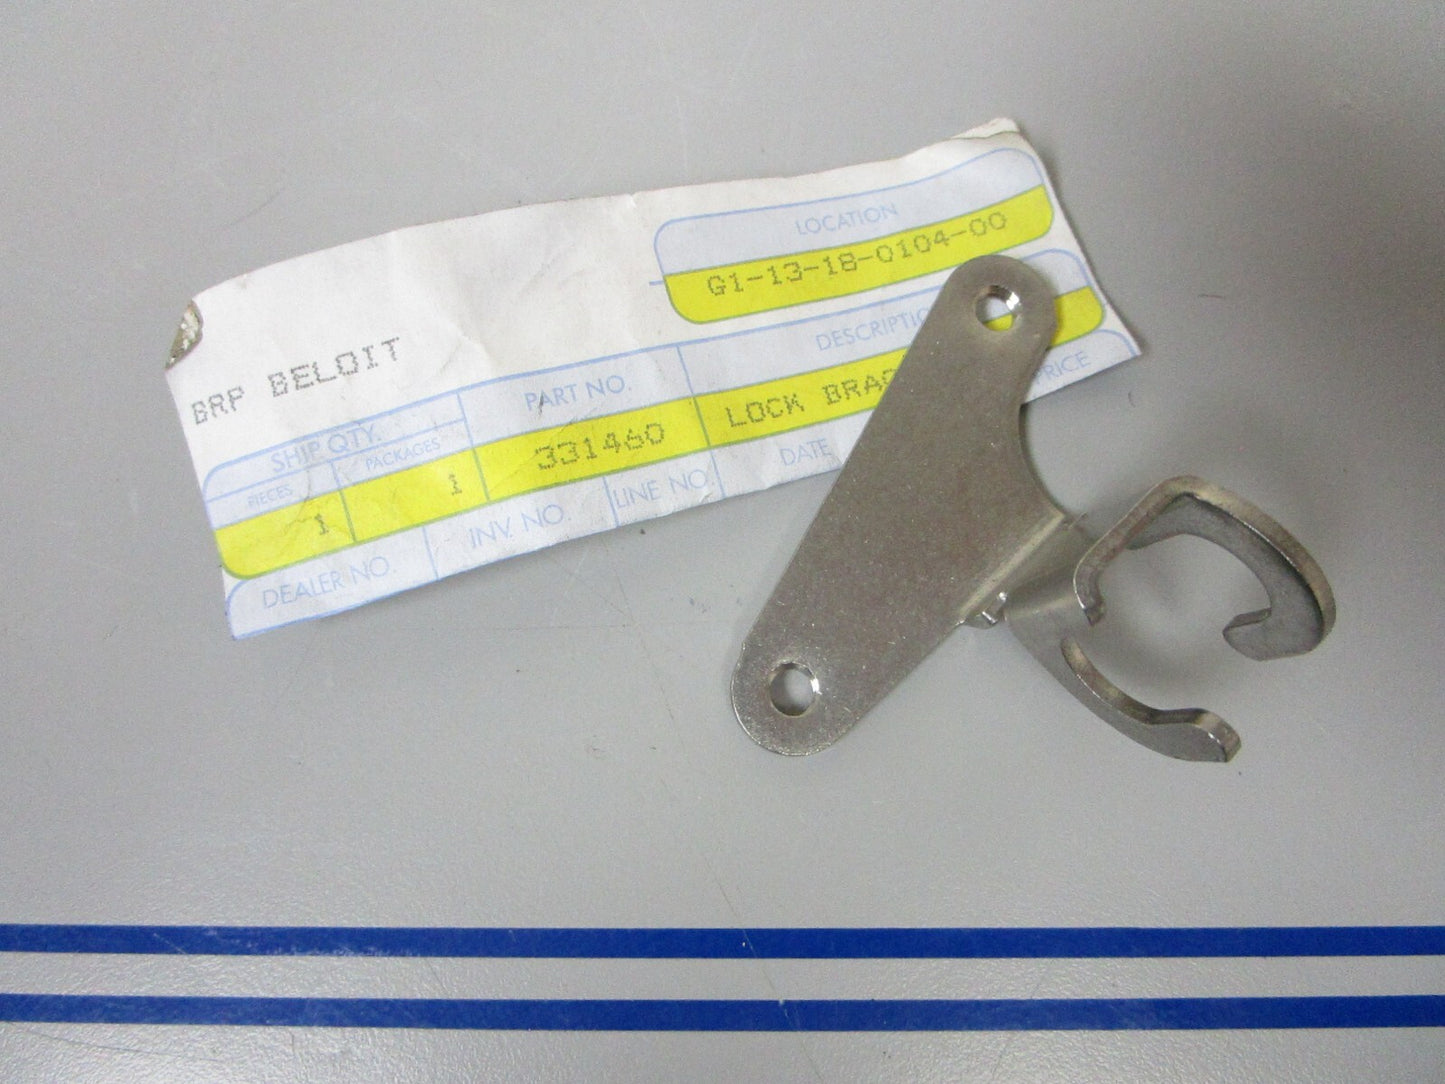 LOCATION
G1-13-18-0104-00
BRP BELOIT
SHIP QTY. PART NO. DESCRIPTIO PRICE
PIECES PACKAGES
1 1 331460 LOCK BRAC
DEALER NO. INV. NO. LINE NO. DATE